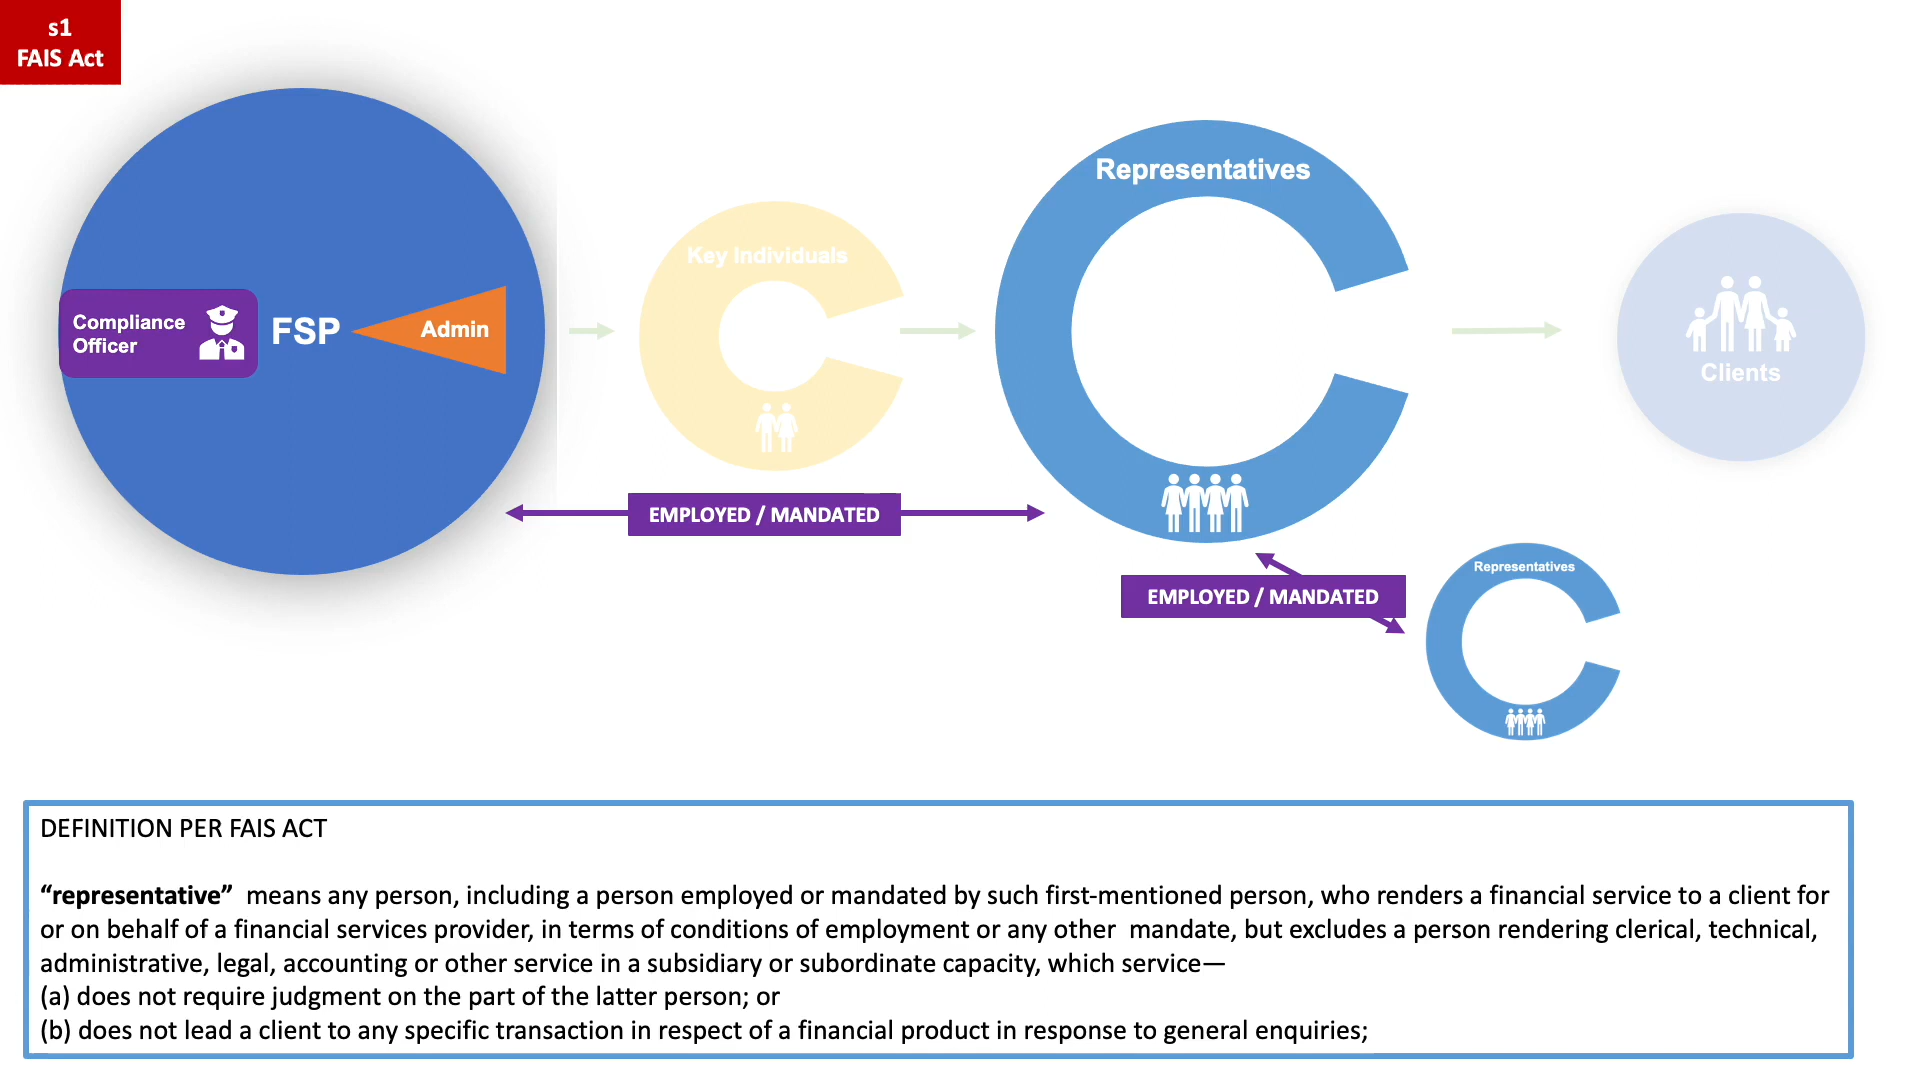 s1
FAIS Act
Representatives
Key Individuals
Compliance
Officer
FSP
Admin
Clients
EMPLOYED / MANDATED
Representatives
EMPLOYED / MANDATED
DEFINITION PER FAIS ACT
“representative” means any person, including a person employed or mandated by such first-mentioned person, who renders a financial service to a client for
or on behalf of a financial services provider, in terms of conditions of employment or any other mandate, but excludes a person rendering clerical, technical,
administrative, legal, accounting or other service in a subsidiary or subordinate capacity, which service—
(a) does not require judgment on the part of the latter person; or
(b) does not lead a client to any specific transaction in respect of a financial product in response to general enquiries;